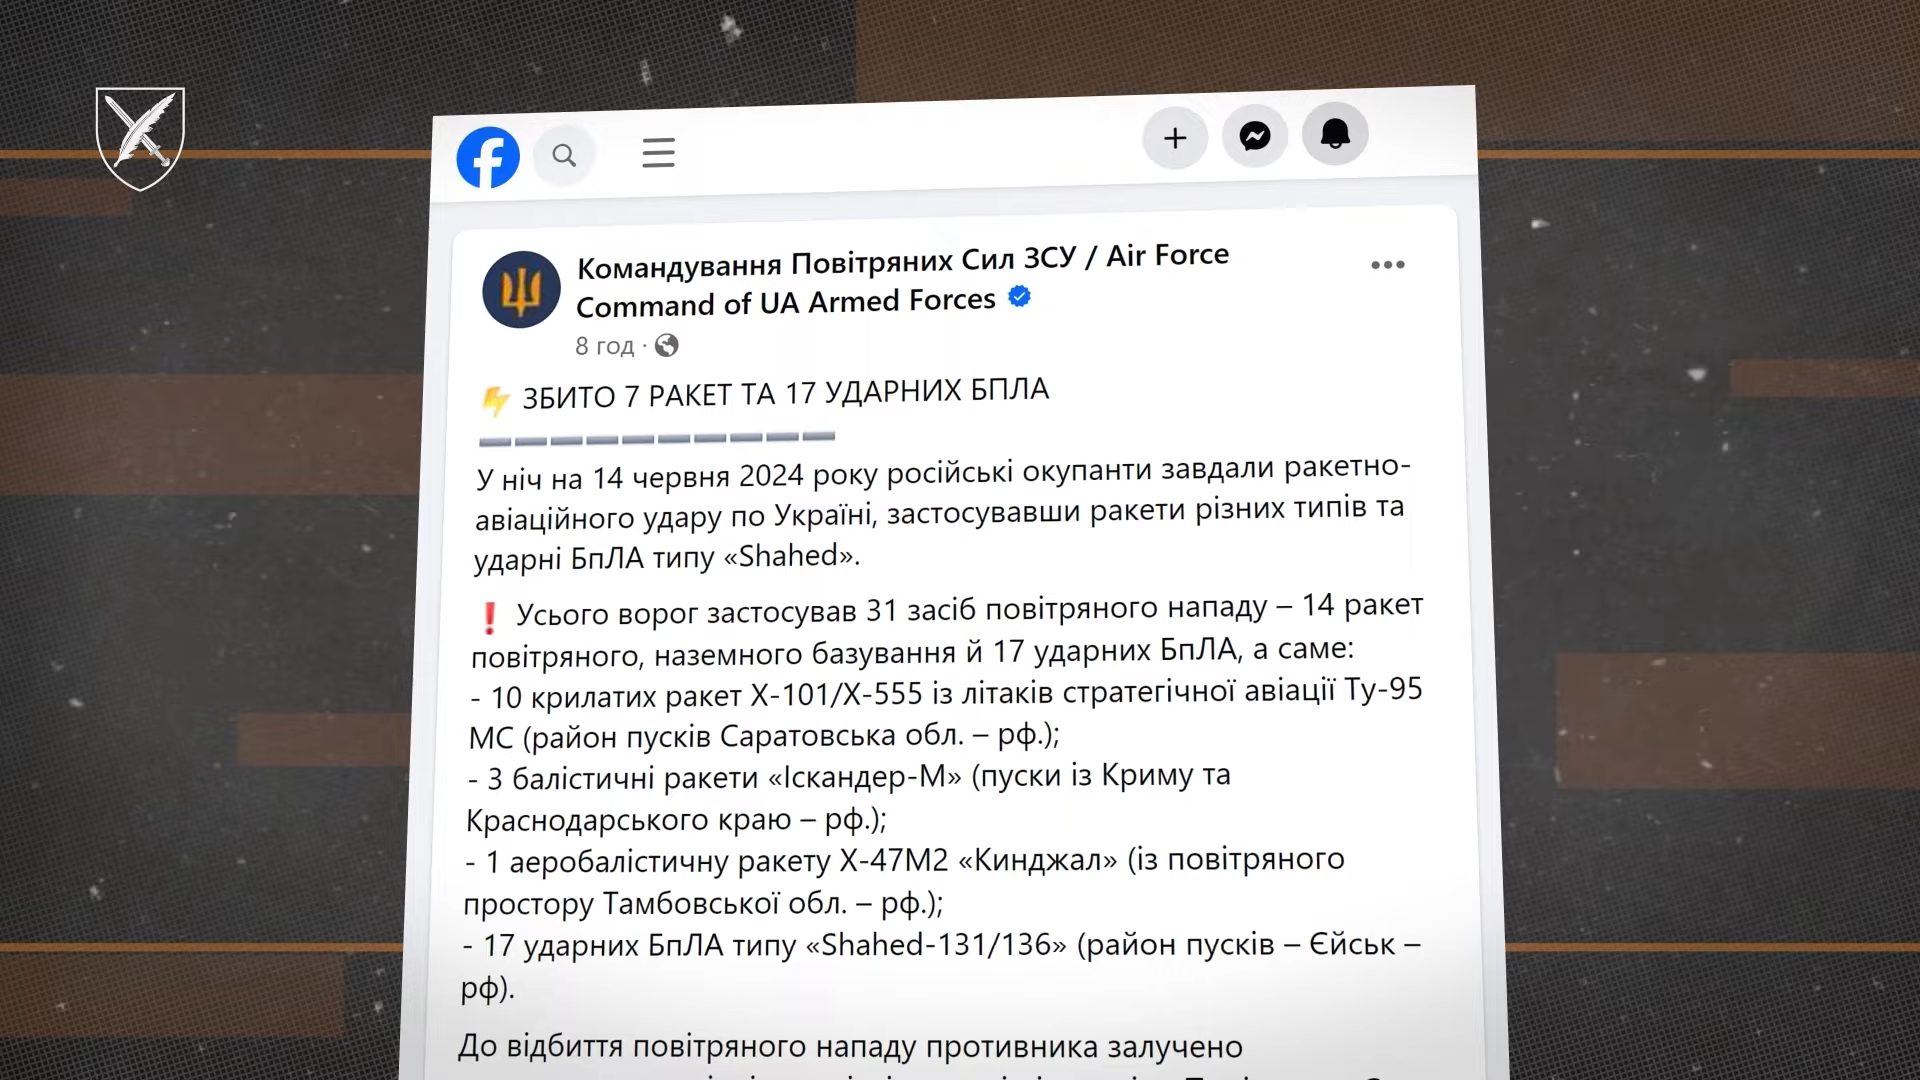 Командування Повітряних Сил ЗСУ / Air Force
Command of UA Armed Forces
8 год ·
ЗБИТО 7 РАКЕТ ТА 17 УДАРНИХ БПЛА
У ніч на 14 червня 2024 року російські окупанти завдали ракетно-
авіаційного удару по Україні, застосувавши ракети різних типів та
ударні БпЛА типу «Shahed».
❗ Усього ворог застосував 31 засіб повітряного нападу – 14 ракет
повітряного, наземного базування й 17 ударних БпЛА, а саме:
- 10 крилатих ракет Х-101/Х-555 із літаків стратегічної авіації Ту-95
МС (район пусків Саратовська обл. – рф.);
- 3 балістичні ракети «Іскандер-М» (пуски із Криму та
Краснодарського краю – рф.);
- 1 аеробалістичну ракету Х-47М2 «Кинджал» (із повітряного
простору Тамбовської обл. – рф.);
- 17 ударних БпЛА типу «Shahed-131/136» (район пусків – Єйськ –
рф).
До відбиття повітряного нападу противника залучено